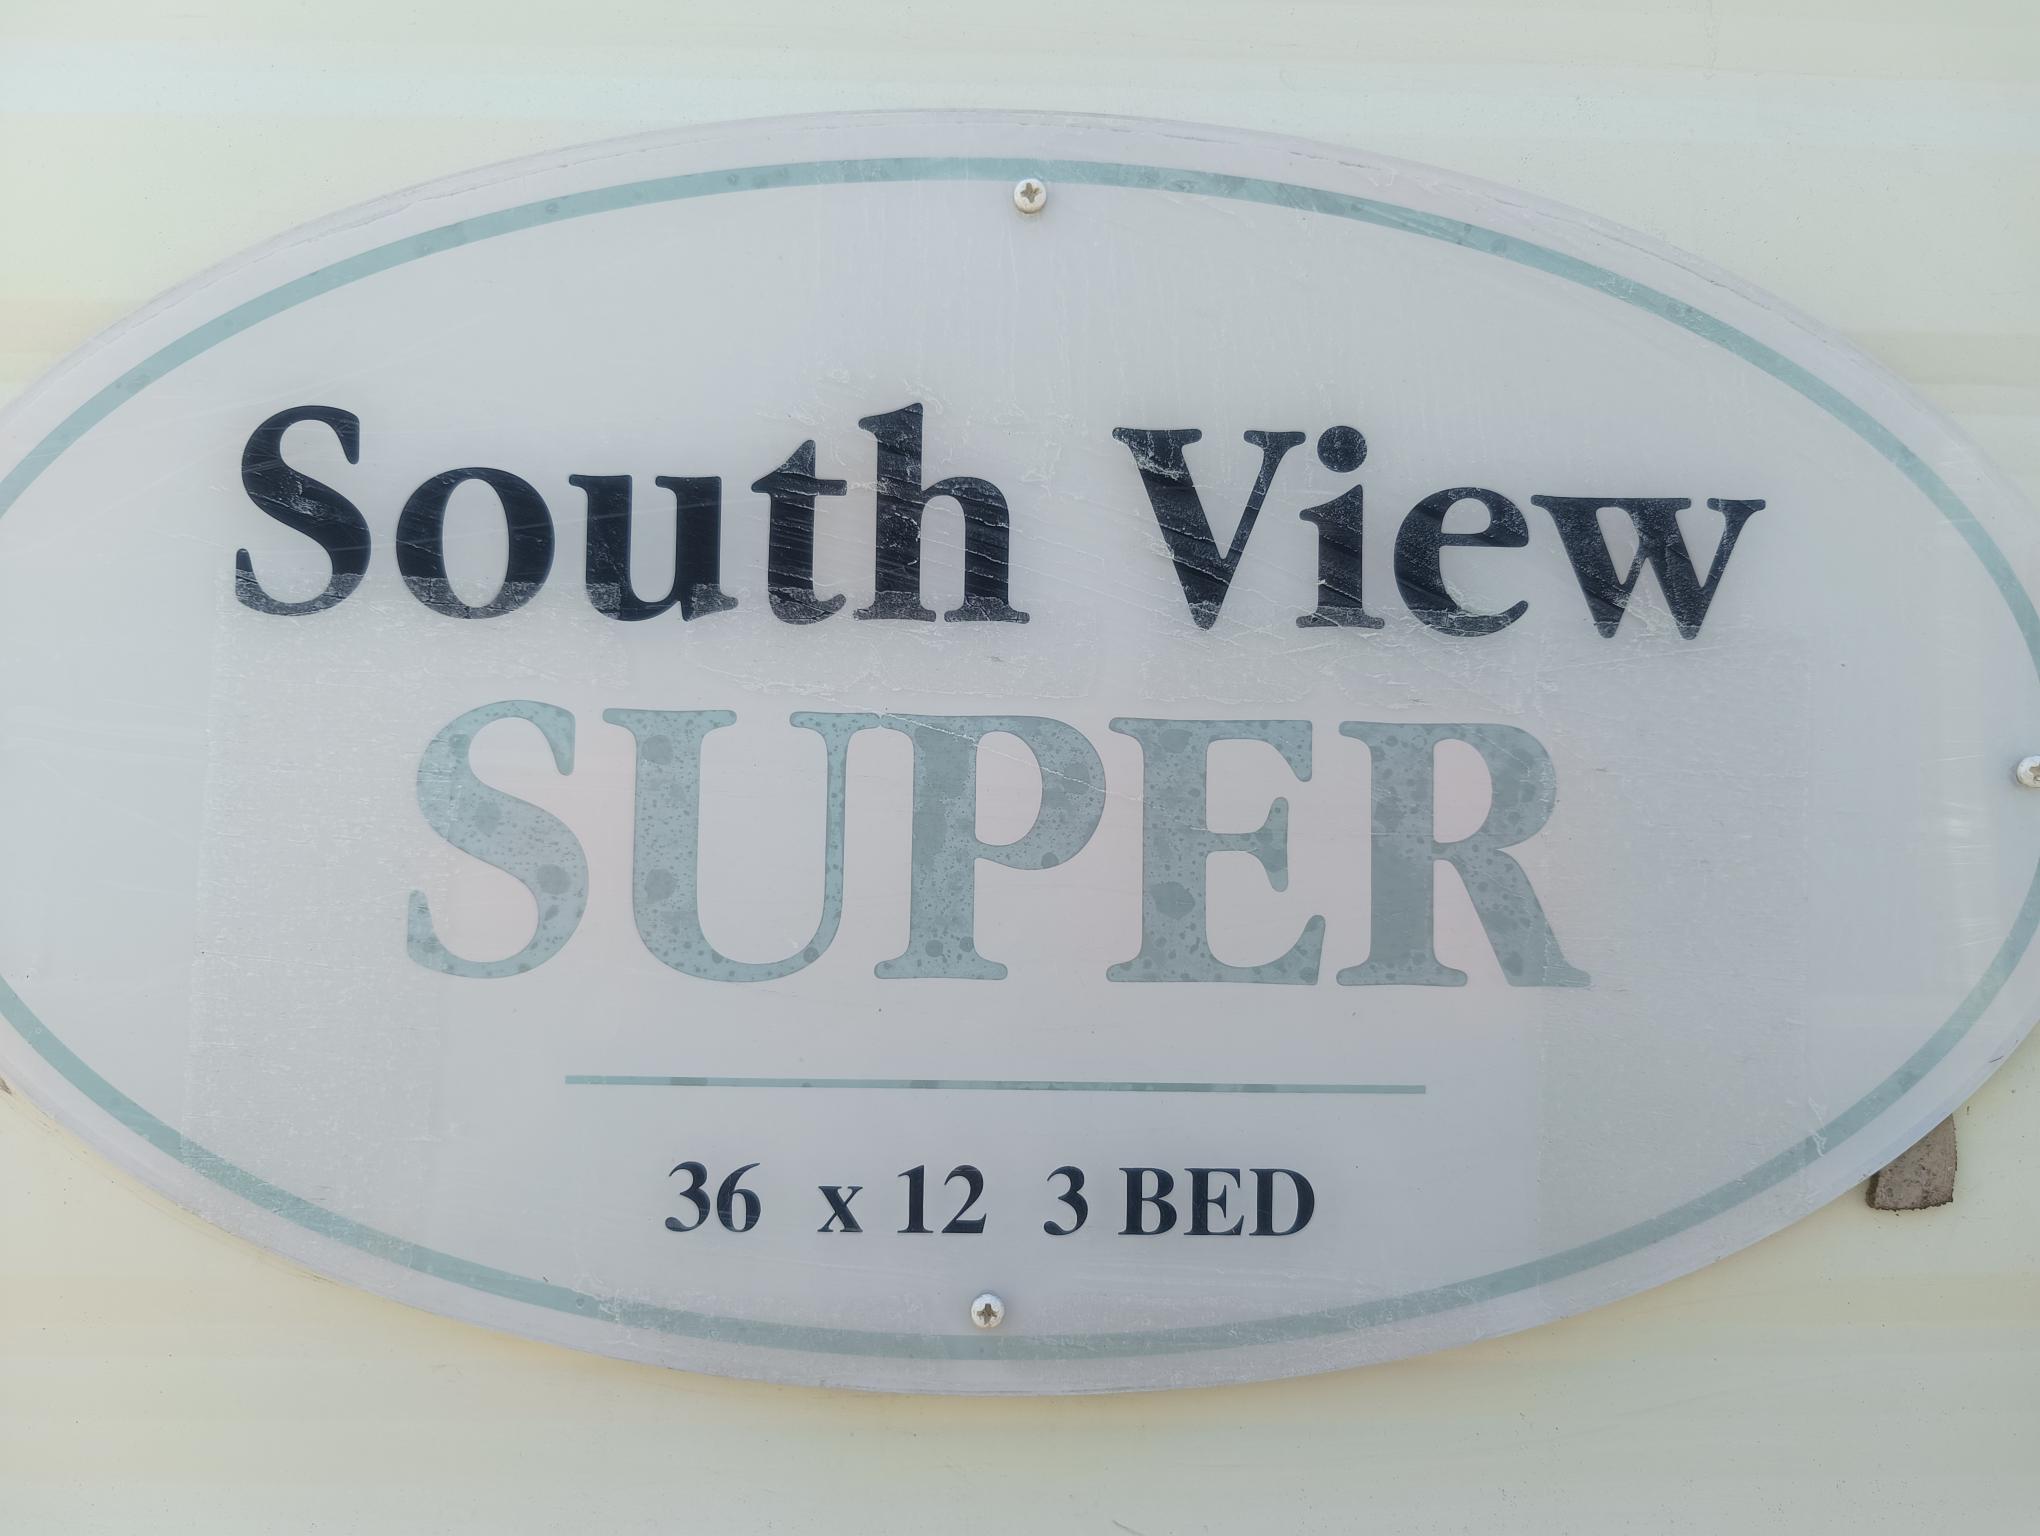 South View
SUPER
36 x 12 3 BED